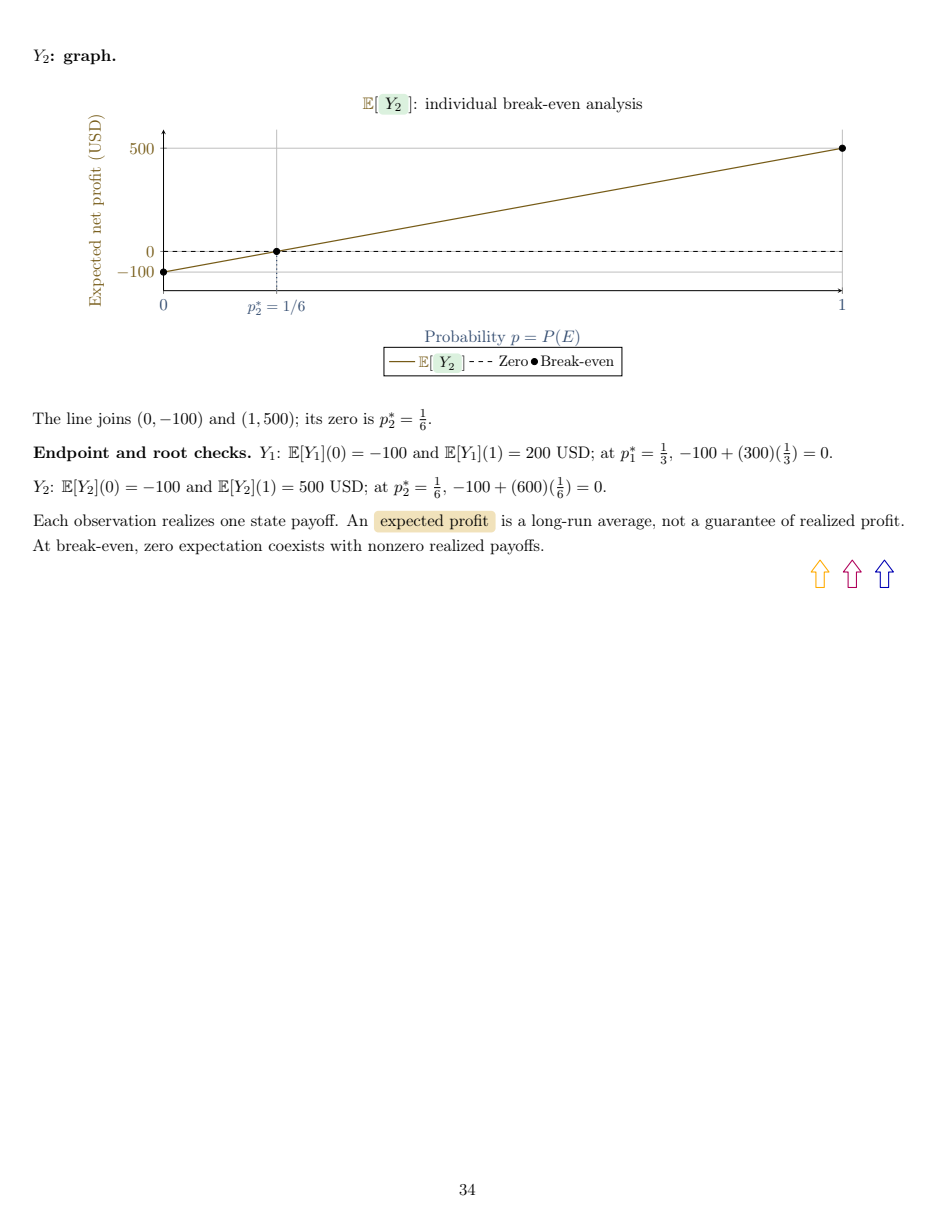 Y₂: graph.
𝔼[ Y₂ ]: individual break-even analysis
Expected net profit (USD)
500
0
−100
0
p₂* = 1/6
1
Probability p = P(E)
𝔼[ Y₂ ] Zero Break-even
The line joins (0, −100) and (1, 500); its zero is p₂* = 1/6.
Endpoint and root checks. Y₁: 𝔼[Y₁](0) = −100 and 𝔼[Y₁](1) = 200 USD; at p₁* = 1/3, −100 + (300)(1/3) = 0.
Y₂: 𝔼[Y₂](0) = −100 and 𝔼[Y₂](1) = 500 USD; at p₂* = 1/6, −100 + (600)(1/6) = 0.
Each observation realizes one state payoff. An expected profit is a long-run average, not a guarantee of realized profit.
At break-even, zero expectation coexists with nonzero realized payoffs.
34